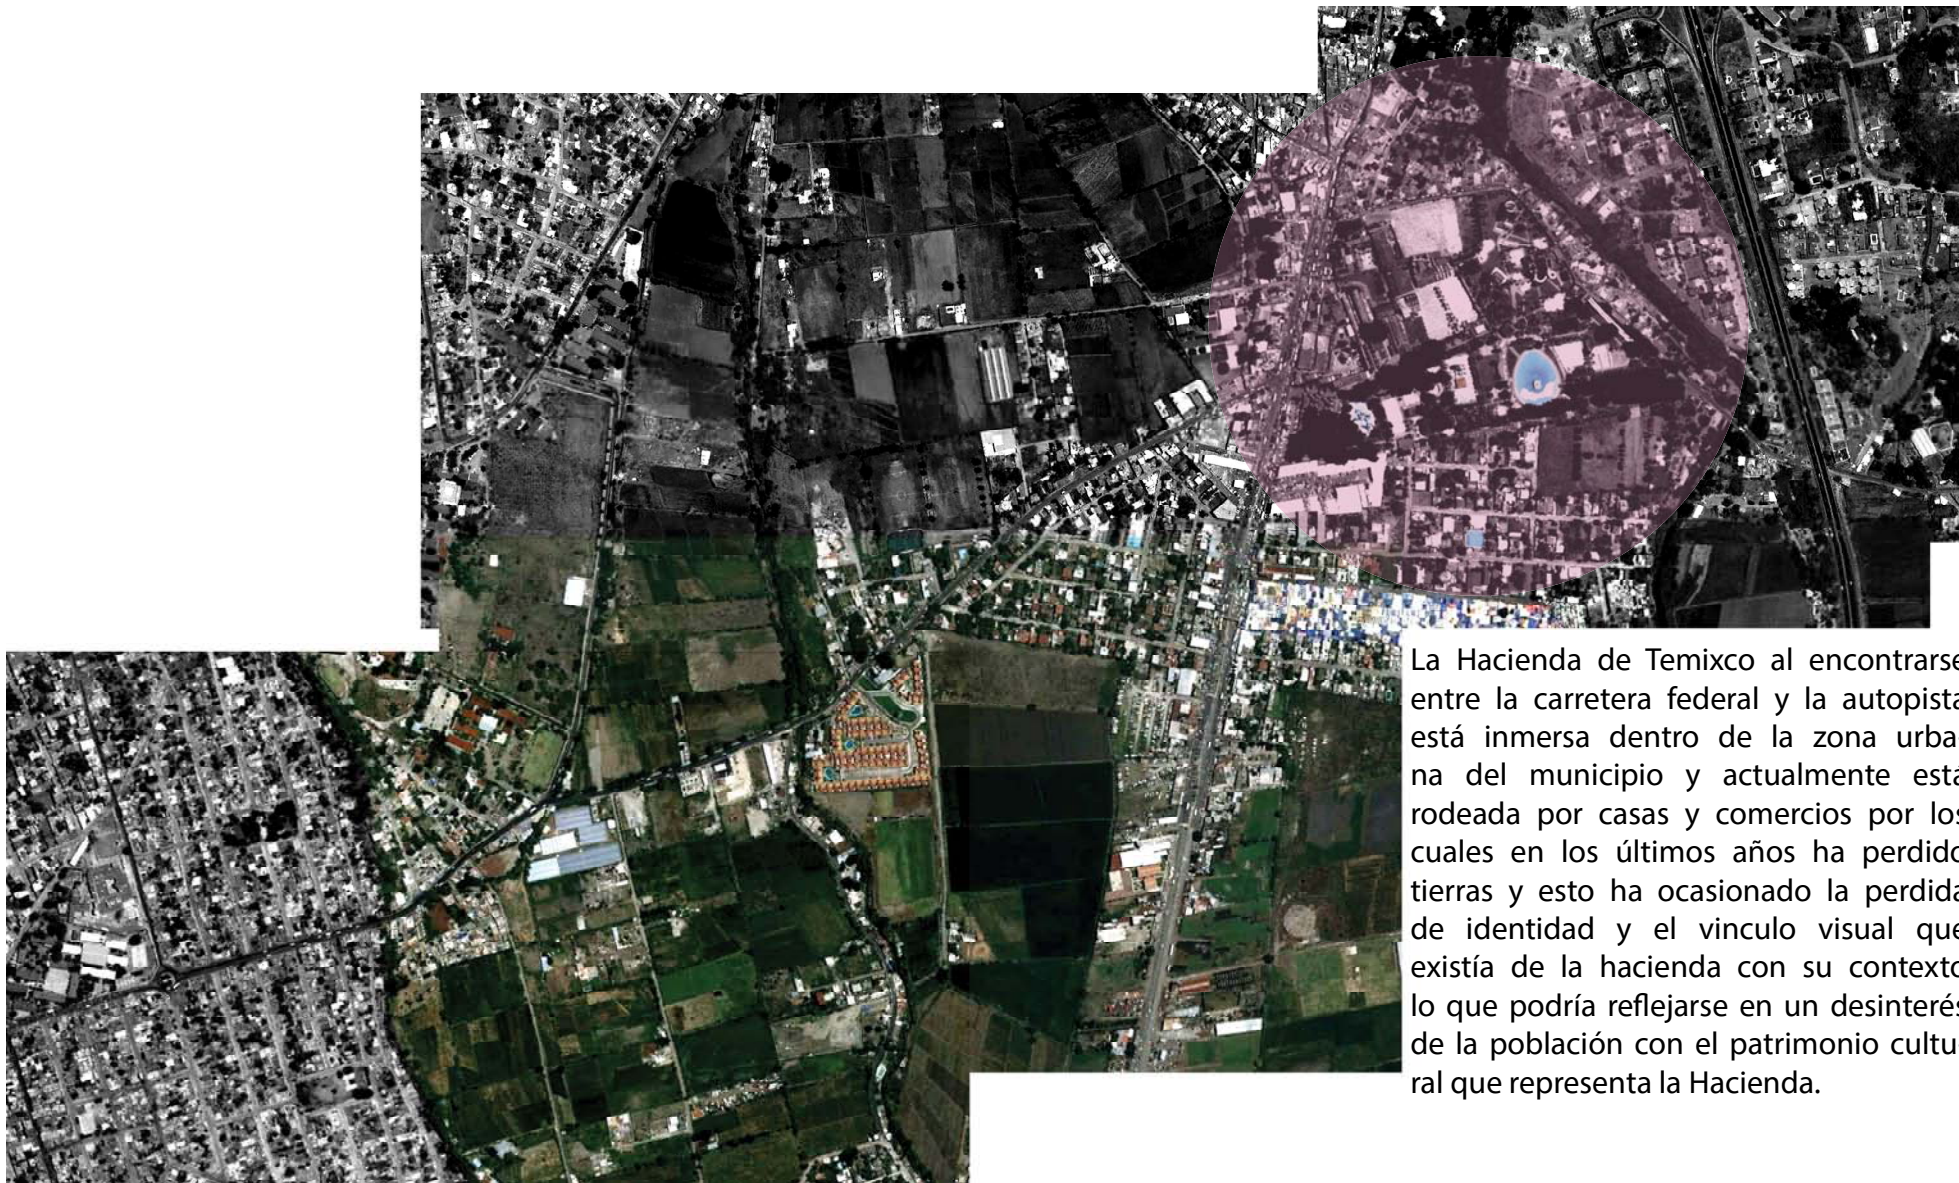 La Hacienda de Temixco al encontrarse
entre la carretera federal y la autopista
está inmersa dentro de la zona urba-
na del municipio y actualmente está
rodeada por casas y comercios por los
cuales en los últimos años ha perdido
tierras y esto ha ocasionado la perdida
de identidad y el vinculo visual que
existía de la hacienda con su contexto
lo que podría reflejarse en un desinterés
de la población con el patrimonio cultu-
ral que representa la Hacienda.